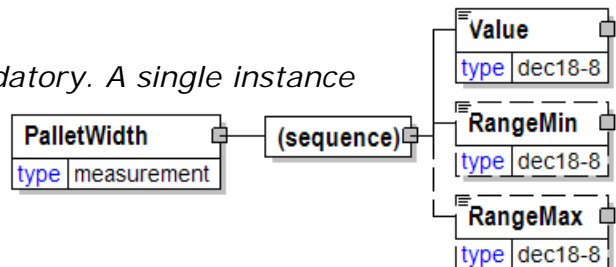 Value
type dec18-8
datory. A single instance
PalletWidth
type measurement
(sequence)
RangeMin
type dec18-8
RangeMax
type dec18-8